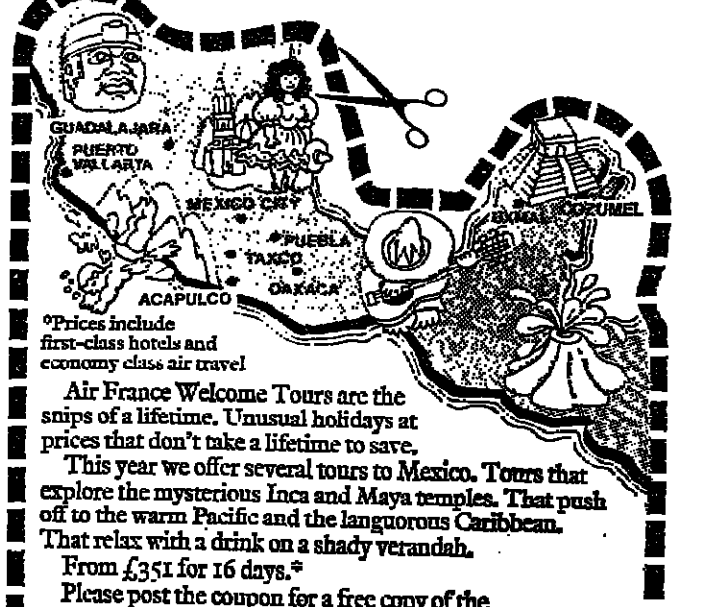 GUADALAJARA
PUERTO
VALLARTA
MEXICO CITY
UXMAL
COZUMEL
PUEBLA
TAXCO
OAXACA
ACAPULCO
*Prices include
first-class hotels and
economy class air travel
Air France Welcome Tours are the
snips of a lifetime. Unusual holidays at
prices that don't take a lifetime to save.
This year we offer several tours to Mexico. Tours that
explore the mysterious Inca and Maya temples. That push
off to the warm Pacific and the languorous Caribbean.
That relax with a drink on a shady verandah.
From £351 for 16 days.*
Please post the coupon for a free copy of the